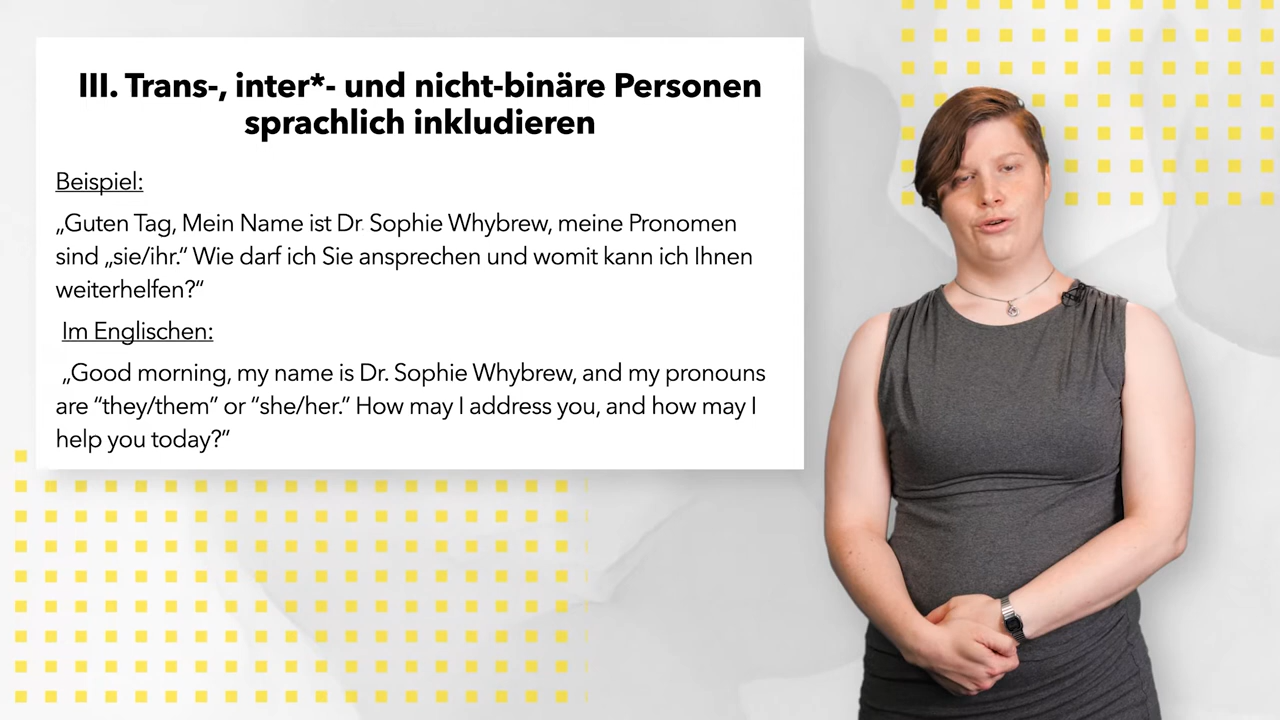 III. Trans-, inter*- und nicht-binäre Personen
sprachlich inkludieren
Beispiel:
„Guten Tag, Mein Name ist Dr. Sophie Whybrew, meine Pronomen
sind „sie/ihr.“ Wie darf ich Sie ansprechen und womit kann ich Ihnen
weiterhelfen?“
Im Englischen:
„Good morning, my name is Dr. Sophie Whybrew, and my pronouns
are “they/them” or “she/her.” How may I address you, and how may I
help you today?”